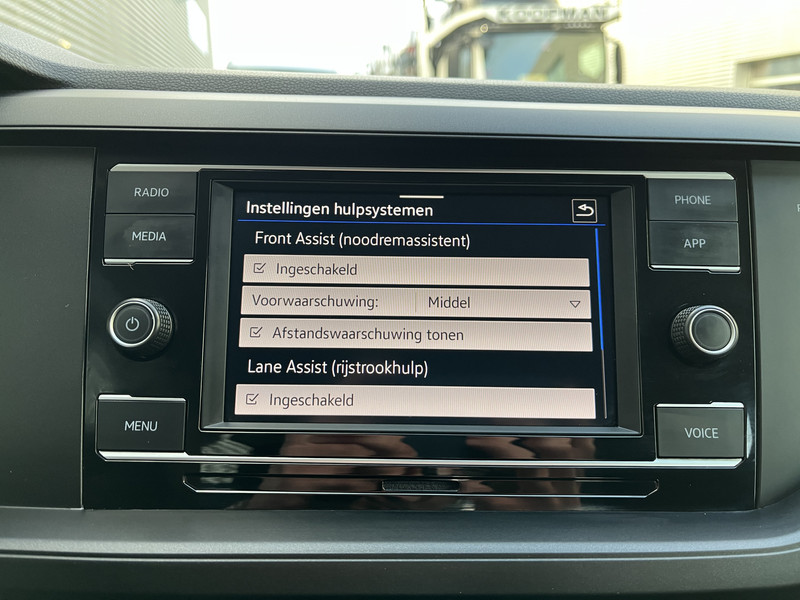 KOOIJMAN
RADIO
MEDIA
MENU
Instellingen hulpsystemen
Front Assist (noodremassistent)
Ingeschakeld
Voorwaarschuwing: Middel
Afstandswaarschuwing tonen
Lane Assist (rijstrookhulp)
Ingeschakeld
PHONE
APP
VOICE